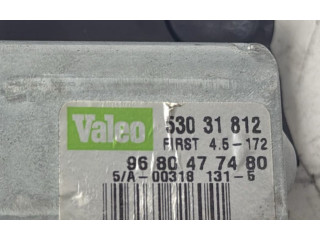 Valeo 530 31 812
FIRST 4.5-172
96 80 47 74 80
5/A-00318 131-5